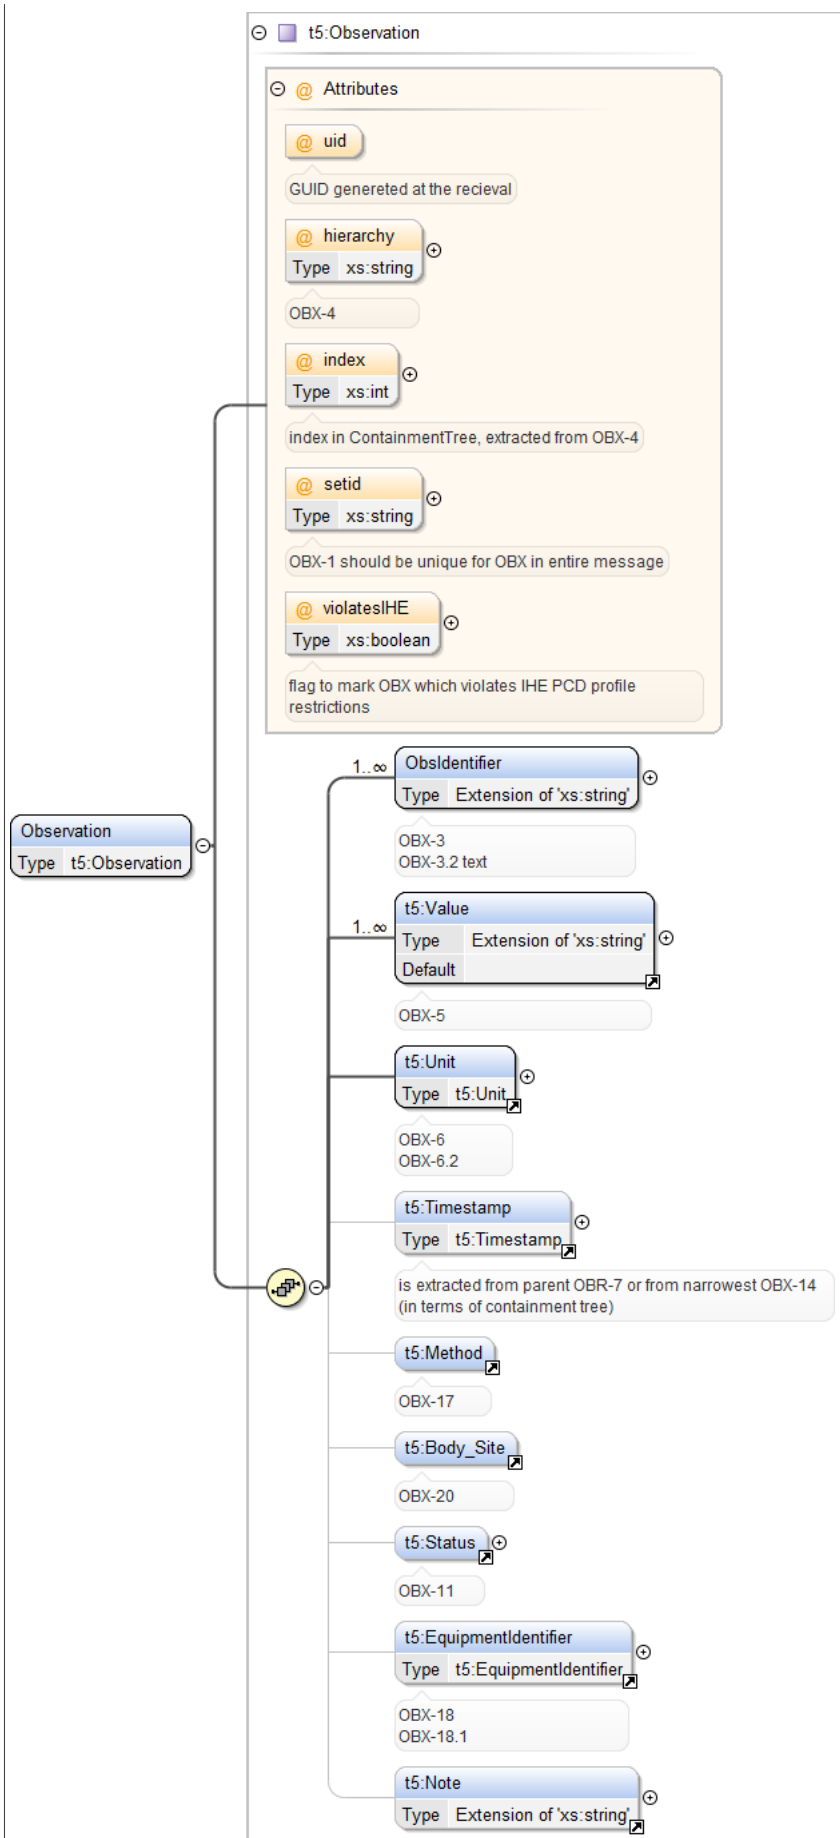 t5:Observation
@ Attributes
@ uid
GUID genereted at the recieval
@ hierarchy
Type xs:string
OBX-4
@ index
Type xs:int
index in ContainmentTree, extracted from OBX-4
@ setid
Type xs:string
OBX-1 should be unique for OBX in entire message
@ violatesIHE
Type xs:boolean
flag to mark OBX which violates IHE PCD profile
restrictions
Observation
Type t5:Observation
1..∞
ObsIdentifier
Type Extension of 'xs:string'
OBX-3
OBX-3.2 text
1..∞
t5:Value
Type Extension of 'xs:string'
Default
OBX-5
t5:Unit
Type t5:Unit
OBX-6
OBX-6.2
t5:Timestamp
Type t5:Timestamp
is extracted from parent OBR-7 or from narrowest OBX-14
(in terms of containment tree)
t5:Method
OBX-17
t5:Body_Site
OBX-20
t5:Status
OBX-11
t5:EquipmentIdentifier
Type t5:EquipmentIdentifier
OBX-18
OBX-18.1
t5:Note
Type Extension of 'xs:string'